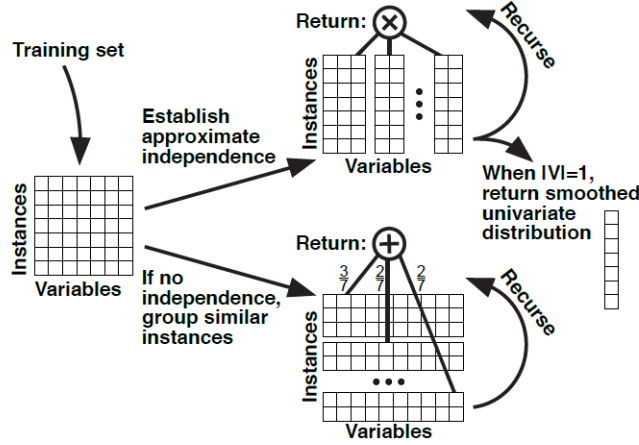 Training set
Return:
×
Recurse
Instances
Establish
approximate
independence
Variables
When |V|=1,
return smoothed
univariate
distribution
Instances
Variables
If no
independence,
group similar
instances
Return:
+
3/7
2/7
2/7
Instances
Recurse
Variables